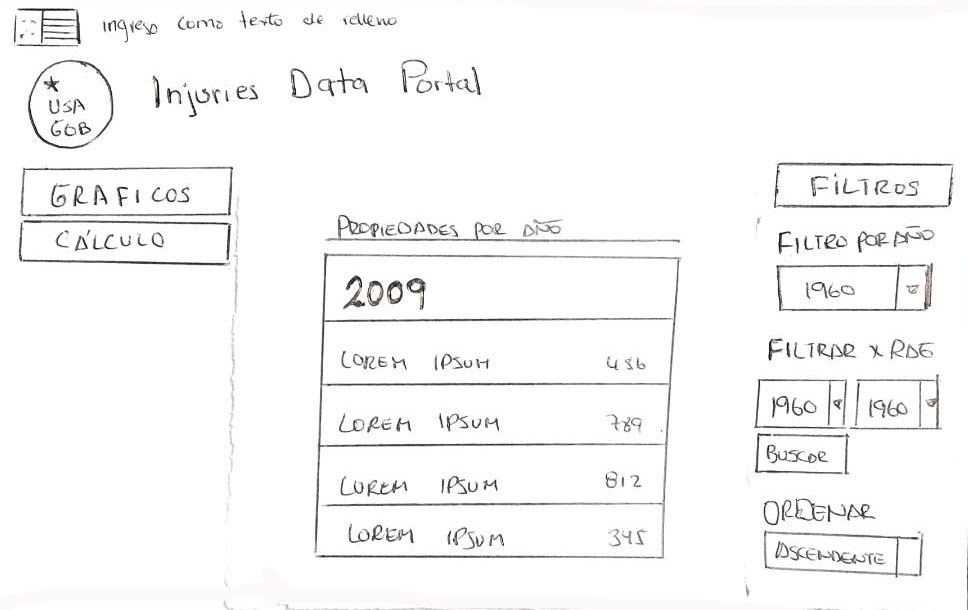 ingreso como texto de relleno
USA
GOB
Injuries Data Portal
GRAFICOS
CÁLCULO
PROPIEDADES POR AÑO
2009
LOREM IPSUM 456
LOREM IPSUM 789
LOREM IPSUM 812
LOREM IPSUM 345
FILTROS
FILTRO POR AÑO
1960
FILTRAR X RAE
1960 1960
BUSCAR
ORDENAR
ASCENDENTE